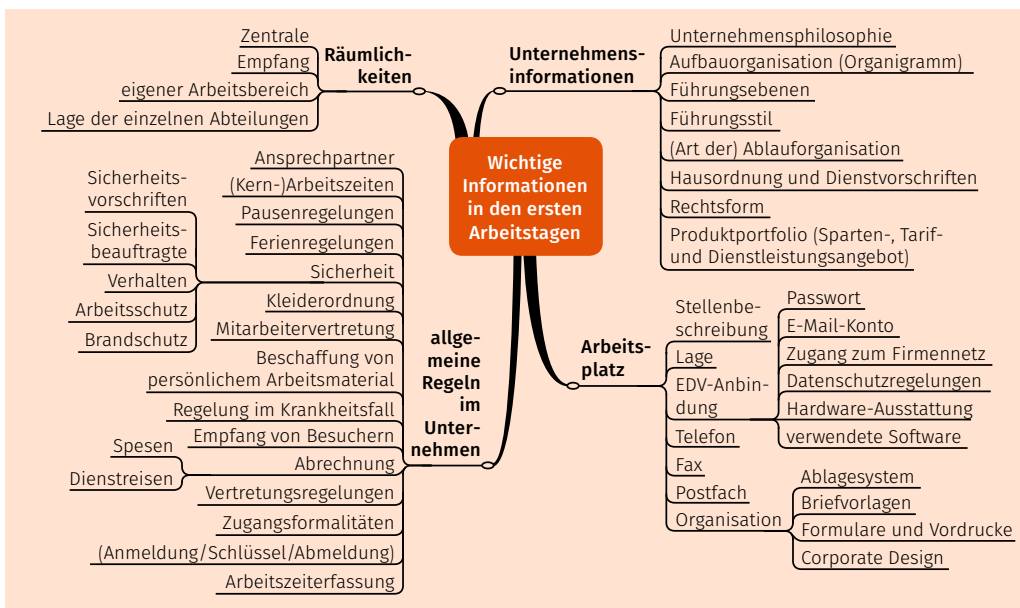 Wichtige
Informationen
in den ersten
Arbeitstagen
Räumlich-
keiten
Zentrale
Empfang
eigener Arbeitsbereich
Lage der einzelnen Abteilungen
Unternehmens-
informationen
Unternehmensphilosophie
Aufbauorganisation (Organigramm)
Führungsebenen
Führungsstil
(Art der) Ablauforganisation
Hausordnung und Dienstvorschriften
Rechtsform
Produktportfolio (Sparten-, Tarif-
und Dienstleistungsangebot)
allge-
meine
Regeln
im
Unter-
nehmen
Ansprechpartner
(Kern-)Arbeitszeiten
Pausenregelungen
Ferienregelungen
Sicherheit
Sicherheits-
vorschriften
Sicherheits-
beauftragte
Verhalten
Arbeitsschutz
Brandschutz
Kleiderordnung
Mitarbeitervertretung
Beschaffung von
persönlichem Arbeitsmaterial
Regelung im Krankheitsfall
Empfang von Besuchern
Abrechnung
Spesen
Dienstreisen
Vertretungsregelungen
Zugangsformalitäten
(Anmeldung/Schlüssel/Abmeldung)
Arbeitszeiterfassung
Arbeits-
platz
Stellenbe-
schreibung
Lage
EDV-Anbin-
dung
Passwort
E-Mail-Konto
Zugang zum Firmennetz
Datenschutzregelungen
Hardware-Ausstattung
verwendete Software
Telefon
Fax
Postfach
Organisation
Ablagesystem
Briefvorlagen
Formulare und Vordrucke
Corporate Design